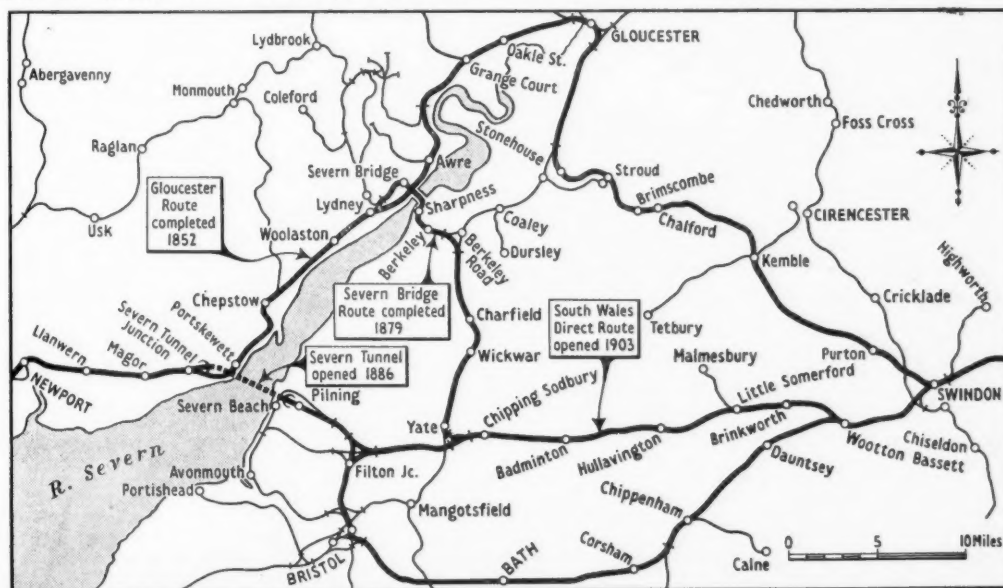 Lydbrook
GLOUCESTER
Oakle St.
Abergavenny
Grange Court
Monmouth
Coleford
Chedworth
Foss Cross
Raglan
Stonehouse
Severn Bridge
Awre
Stroud
Brimscombe
Gloucester
Route
completed
1852
Lydney
Sharpness
Coaley
Chalford
CIRENCESTER
Usk
Woolaston
Berkeley
Berkeley
Road
Dursley
Kemble
Highworth
Chepstow
Severn Bridge
Route completed
1879
Charfield
South Wales
Direct Route
opened 1903
Tetbury
Cricklade
Portskewett
Severn Tunnel
Junction
Magor
Llanwern
Severn Tunnel
opened 1886
Wickwar
Malmesbury
Purton
NEWPORT
Pilning
Severn Beach
Chipping Sodbury
Little Somerford
SWINDON
Yate
Brinkworth
Wootton
Bassett
Chiseldon
R. Severn
Filton Jc.
Badminton
Hullavington
Dauntsey
Avonmouth
Portishead
Mangotsfield
Chippenham
Corsham
Calne
BRISTOL
BATH
0 5 10 Miles